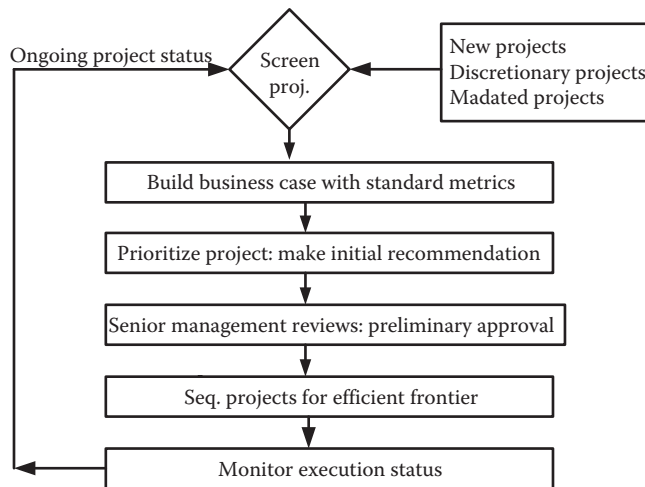 Ongoing project status
Screen
proj.
New projects
Discretionary projects
Madated projects
Build business case with standard metrics
Prioritize project: make initial recommendation
Senior management reviews: preliminary approval
Seq. projects for efficient frontier
Monitor execution status